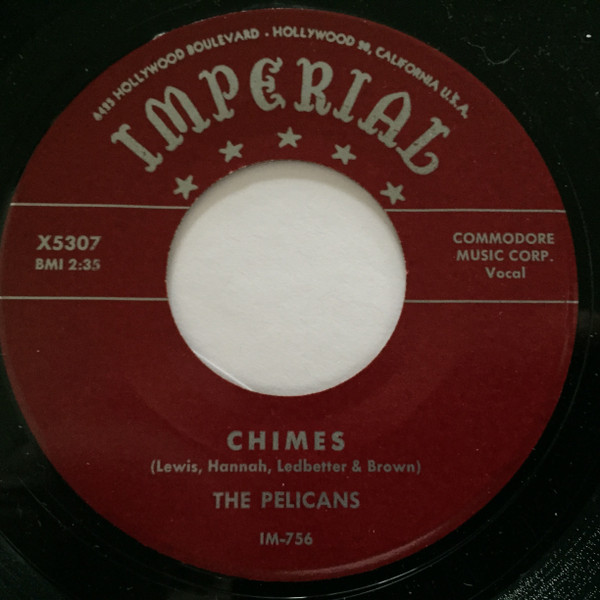 6425 HOLLYWOOD BOULEVARD • HOLLYWOOD 28, CALIFORNIA U.S.A.
IMPERIAL
X5307
BMI 2:35
COMMODORE
MUSIC CORP.
Vocal
CHIMES
(Lewis, Hannah, Ledbetter & Brown)
THE PELICANS
IM-756